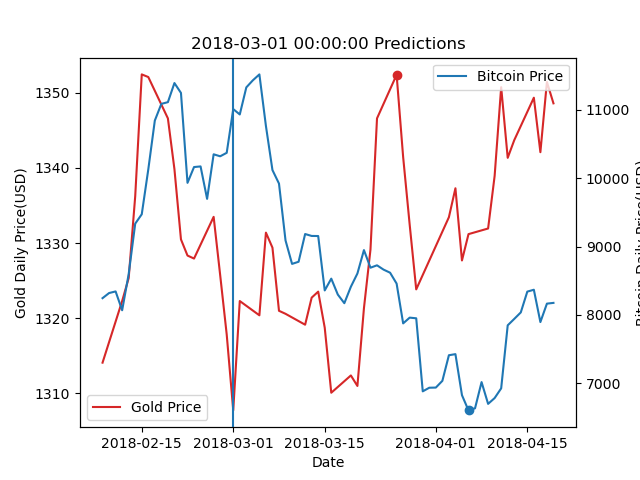 2018-03-01 00:00:00 Predictions
Gold Daily Price(USD)
1350
1340
1330
1320
1310
Bitcoin Price
Gold Price
11000
10000
9000
8000
7000
Bitcoin Daily Price(USD)
2018-02-15
2018-03-01
2018-03-15
2018-04-01
2018-04-15
Date